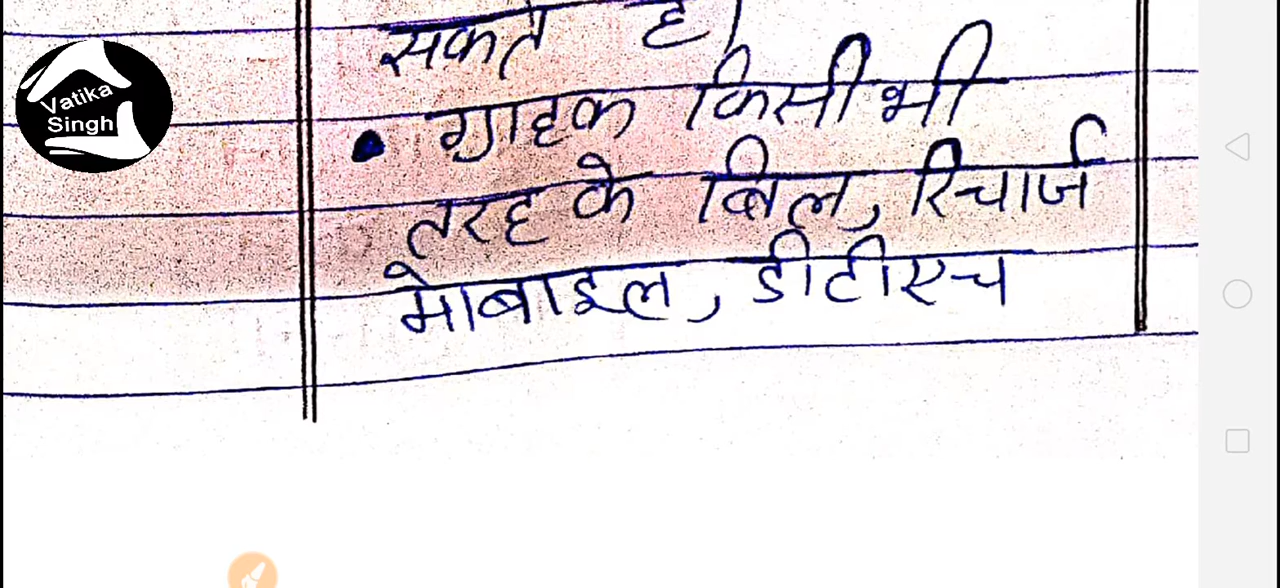 Vatika
Singh
सकते है।
• ग्राहक किसी भी
तरह के बिल, रिचार्ज
मोबाइल, डीटीएच